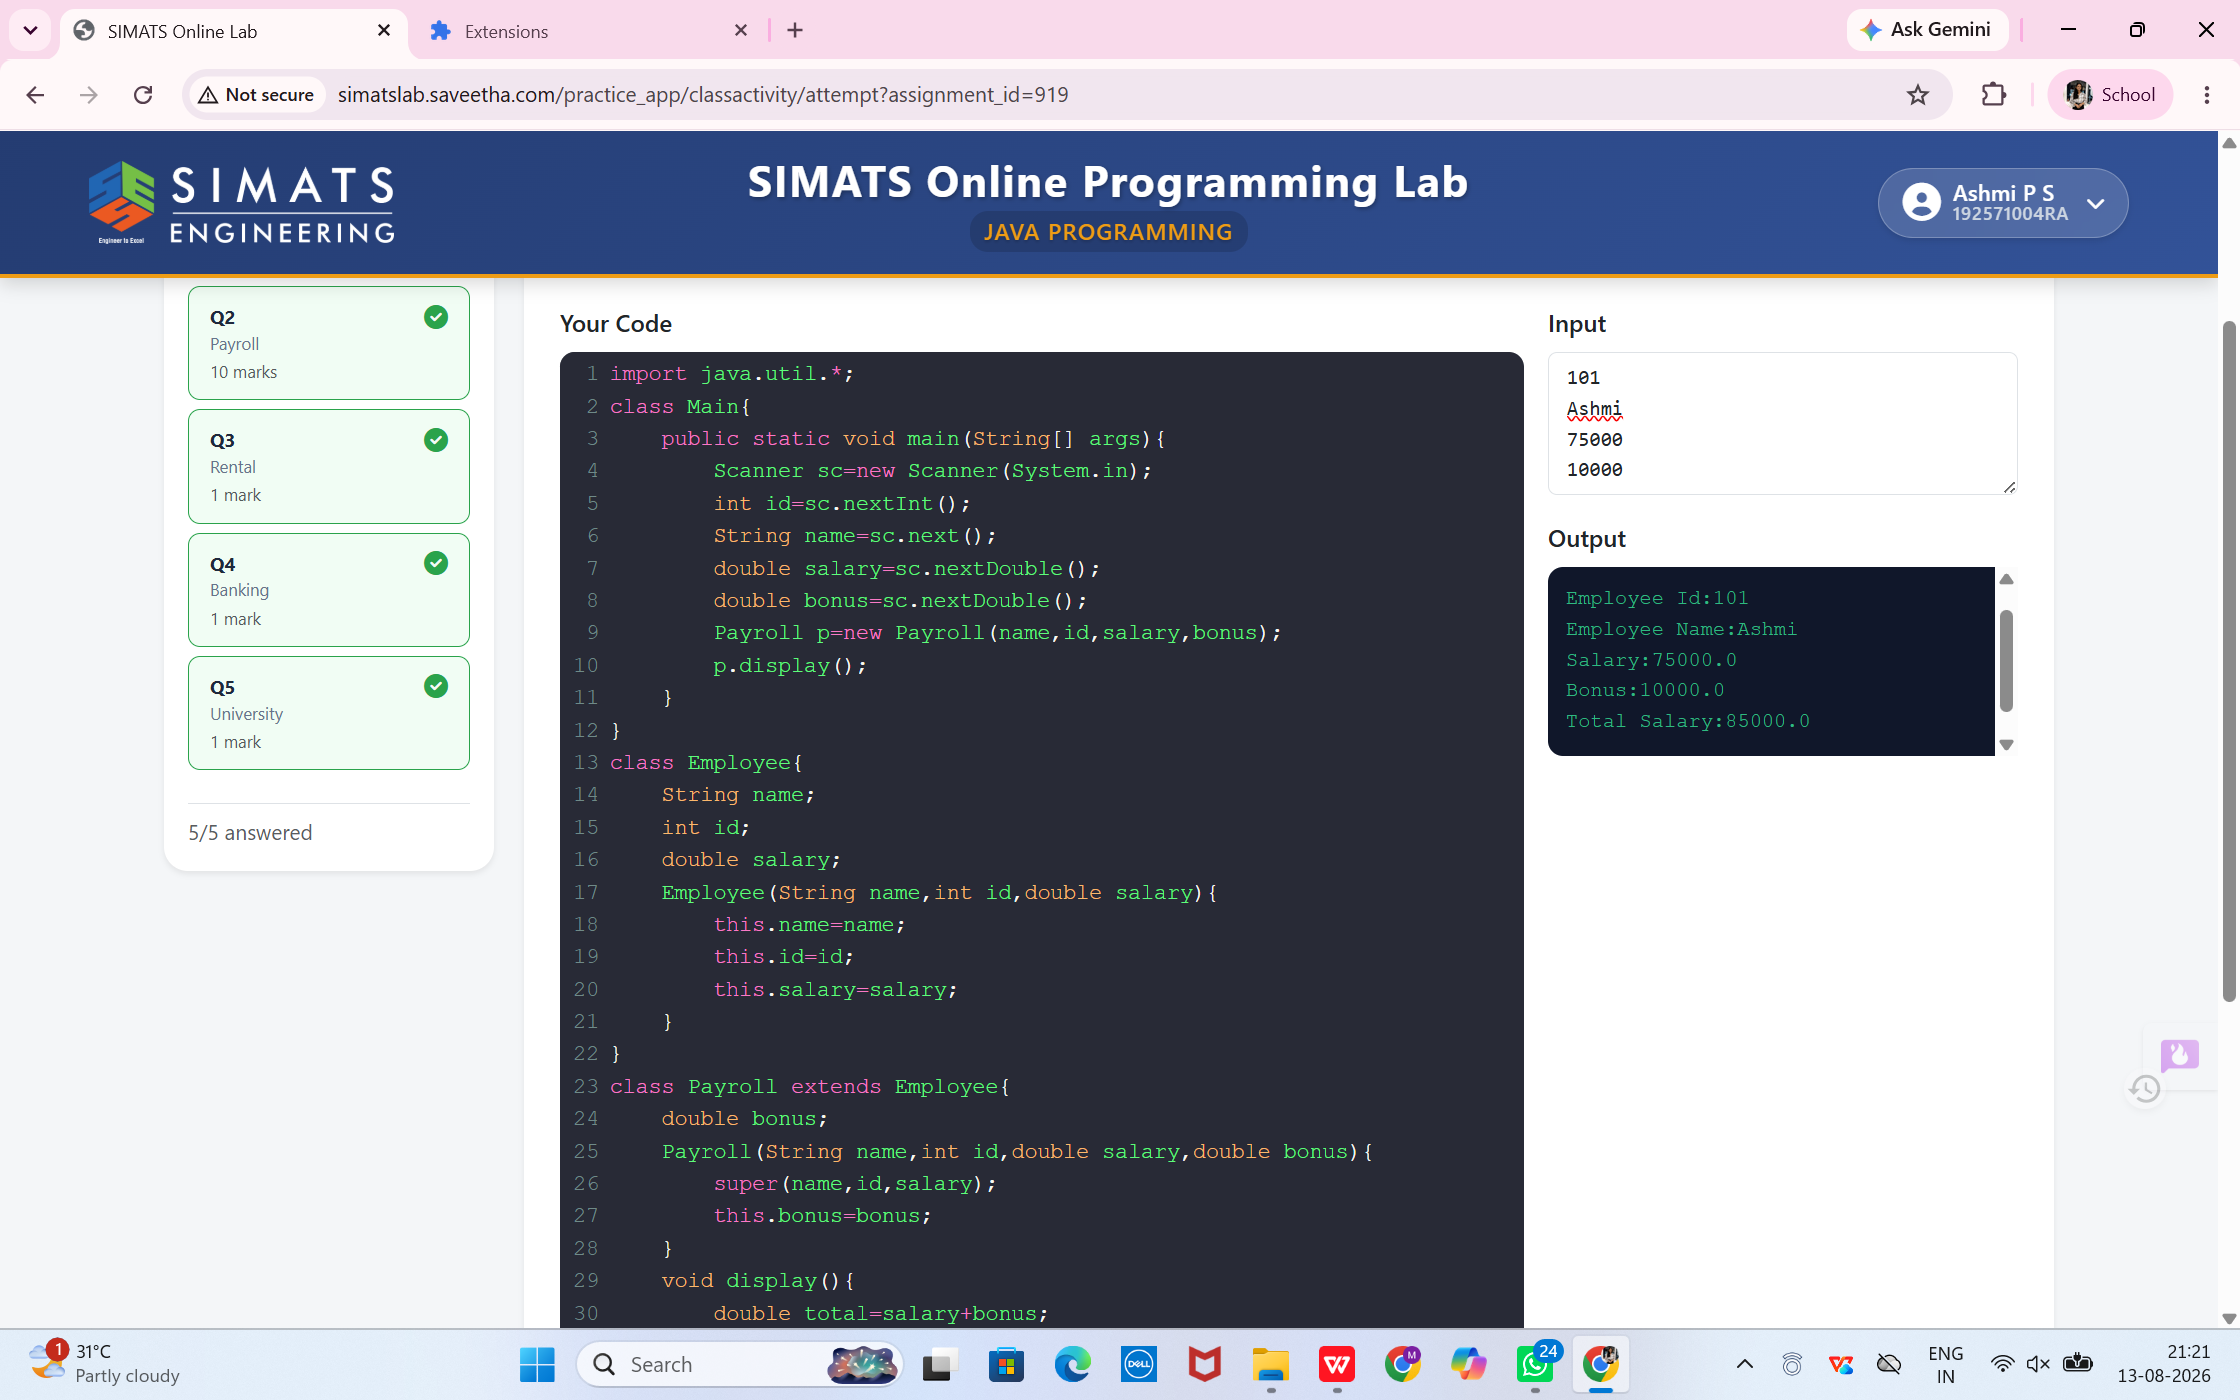 SIMATS Online Lab
Extensions
Ask Gemini
Not secure
simatslab.saveetha.com/practice_app/classactivity/attempt?assignment_id=919
School
SIMATS
ENGINEERING
Engineer to Excel
SIMATS Online Programming Lab
JAVA PROGRAMMING
Ashmi P S
192571004RA
Q2
Payroll
10 marks
Q3
Rental
1 mark
Q4
Banking
1 mark
Q5
University
1 mark
5/5 answered
Your Code
1 import java.util.*;
2 class Main{
3 public static void main(String[] args){
4 Scanner sc=new Scanner(System.in);
5 int id=sc.nextInt();
6 String name=sc.next();
7 double salary=sc.nextDouble();
8 double bonus=sc.nextDouble();
9 Payroll p=new Payroll(name,id,salary,bonus);
10 p.display();
11 }
12 }
13 class Employee{
14 String name;
15 int id;
16 double salary;
17 Employee(String name,int id,double salary){
18 this.name=name;
19 this.id=id;
20 this.salary=salary;
21 }
22 }
23 class Payroll extends Employee{
24 double bonus;
25 Payroll(String name,int id,double salary,double bonus){
26 super(name,id,salary);
27 this.bonus=bonus;
28 }
29 void display(){
30 double total=salary+bonus;
Input
101
Ashmi
75000
10000
Output
Employee Id:101
Employee Name:Ashmi
Salary:75000.0
Bonus:10000.0
Total Salary:85000.0
1
31°C
Partly cloudy
Search
DELL
M
24
ENG
IN
21:21
13-08-2026